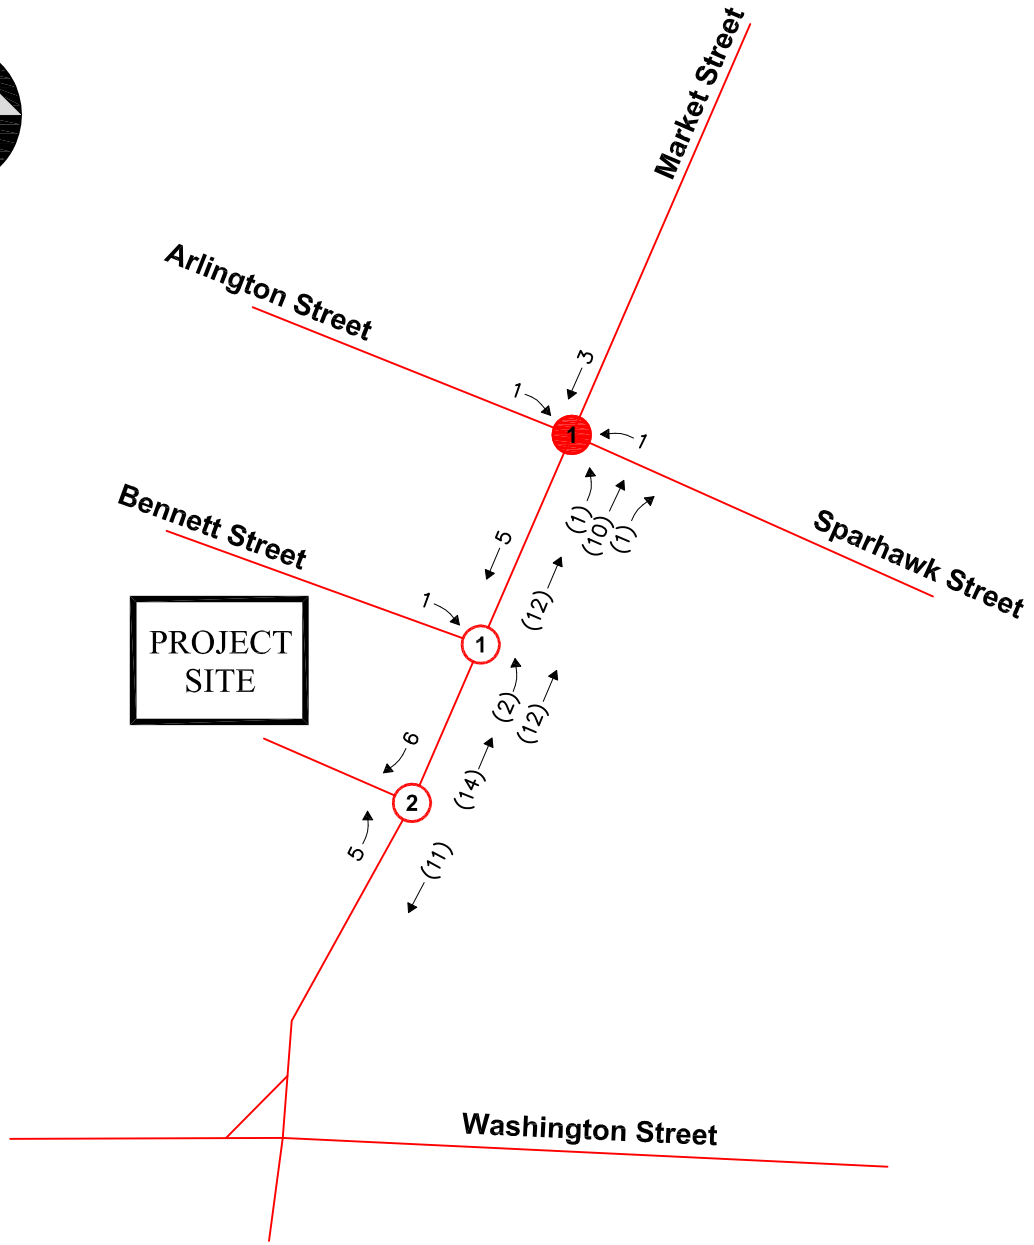 Market Street
Arlington Street
3
1
1
1
Sparhawk Street
(1)
(10)
(1)
Bennett Street
5
(12)
1
1
PROJECT
SITE
(2)
(12)
6
(14)
2
5
(11)
Washington Street